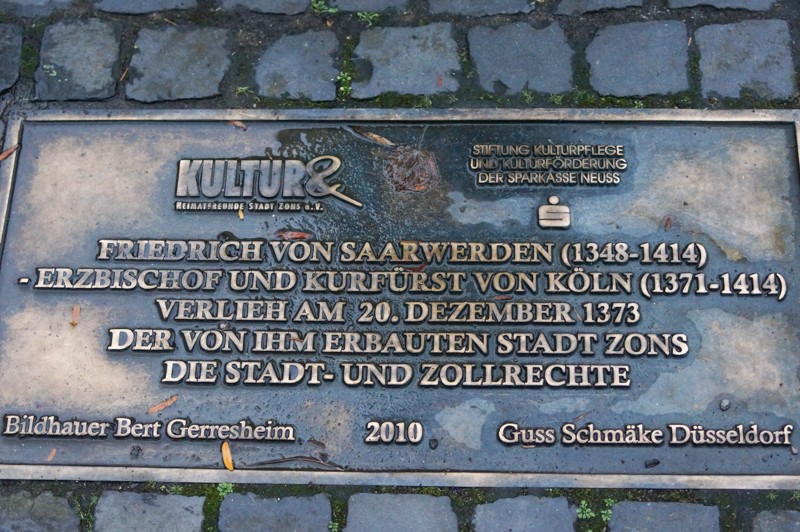 KULTUR&
HEIMATFREUNDE STADT ZONS e.V.
STIFTUNG KULTURPFLEGE
UND KULTURFÖRDERUNG
DER SPARKASSE NEUSS
FRIEDRICH VON SAARWERDEN (1348-1414)
- ERZBISCHOF UND KURFÜRST VON KÖLN (1371-1414)
VERLIEH AM 20. DEZEMBER 1373
DER VON IHM ERBAUTEN STADT ZONS
DIE STADT- UND ZOLLRECHTE
Bildhauer Bert Gerresheim 2010 Guss Schmäke Düsseldorf